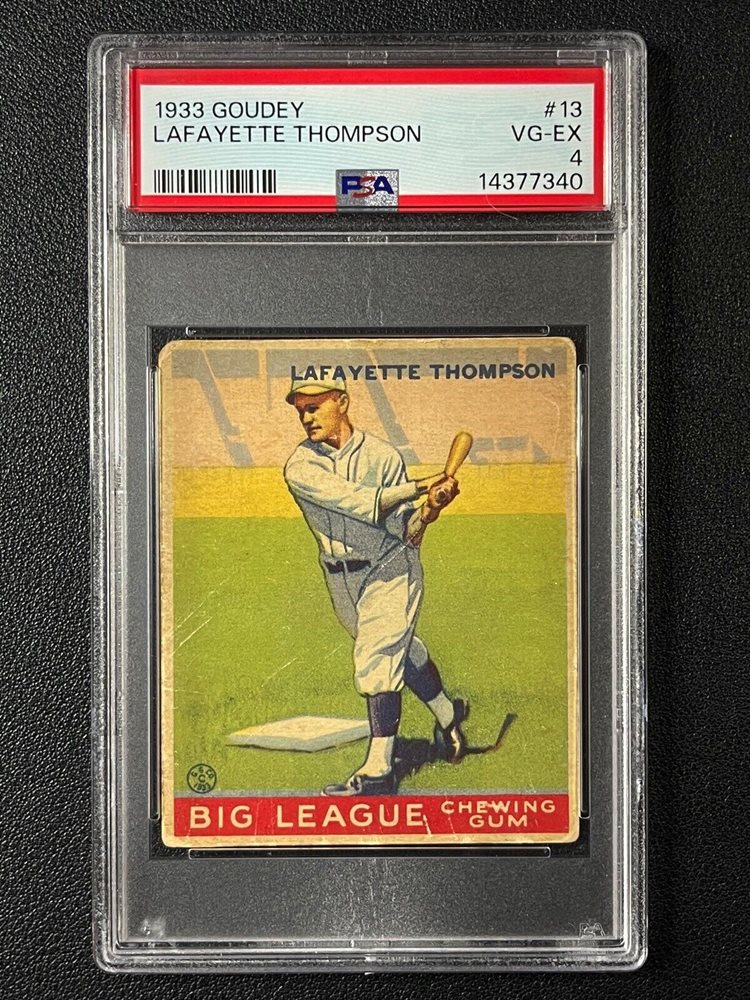 1933 GOUDEY #13
LAFAYETTE THOMPSON VG-EX
4
PSA 14377340
LAFAYETTE THOMPSON
BIG LEAGUE CHEWING
GUM